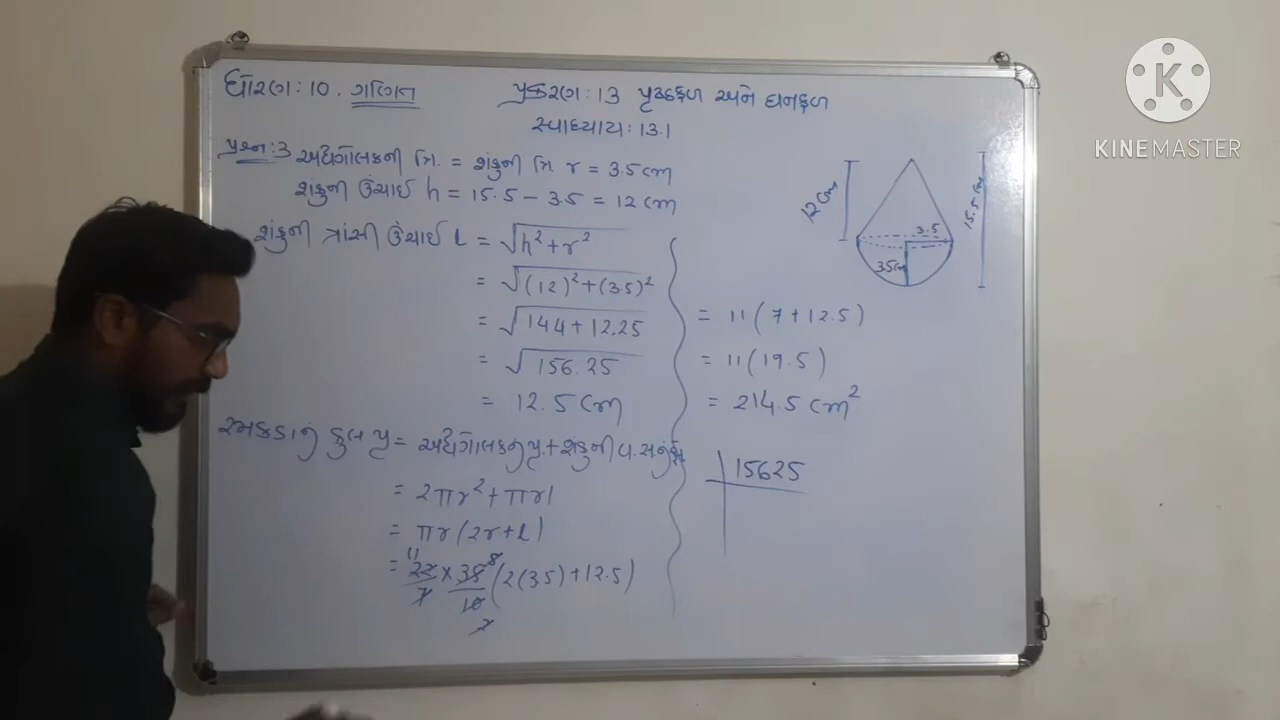 ધોરણ: 10. ગણિત
પ્રકરણ: 13 પૃષ્ઠફળ અને ઘનફળ
સ્વાધ્યાય: 13.1
પ્રશ્ન: 3 અર્ધગોલકની ત્રિ. = શંકુની ત્રિ. r = 3.5 cm
શંકુની ઉંચાઈ h = 15.5 - 3.5 = 12 cm
શંકુની ત્રાંસી ઉંચાઈ l = √h² + r²
= √(12)² + (3.5)²
= √144 + 12.25
= √156.25
= 12.5 cm
રમકડાનું કુલ પૃ = અર્ધગોલકનું પૃ. + શંકુની વ.સ.નું
= 2πr² + πrl
= πr(2r + l)
= 22/7 × 35/10 (2(3.5) + 12.5)
11
2
= 11(7 + 12.5)
= 11(19.5)
= 214.5 cm²
15625
12 cm
3.5
3.5 cm
15.5 cm
K
KINEMASTER